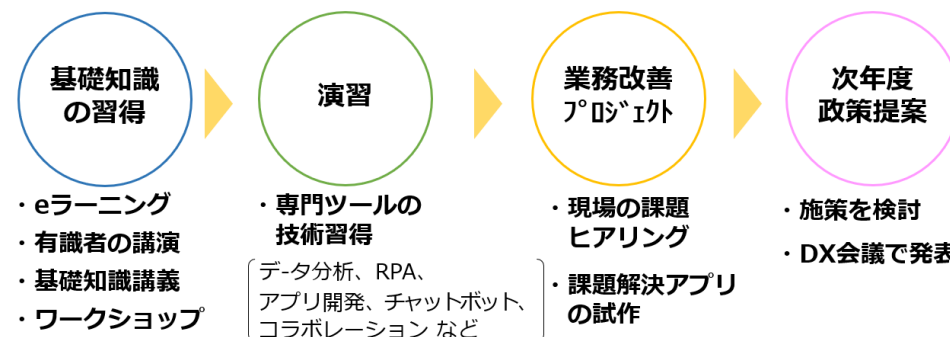 基礎知識
の習得
・eラーニング
・有識者の講演
・基礎知識講義
・ワークショップ
演習
・専門ツールの
技術習得
データ分析、RPA、
アプリ開発、チャットボット、
コラボレーション など
業務改善
ﾌﾟﾛｼﾞｪｸﾄ
・現場の課題
ヒアリング
・課題解決アプリ
の試作
次年度
政策提案
・施策を検討
・DX会議で発表